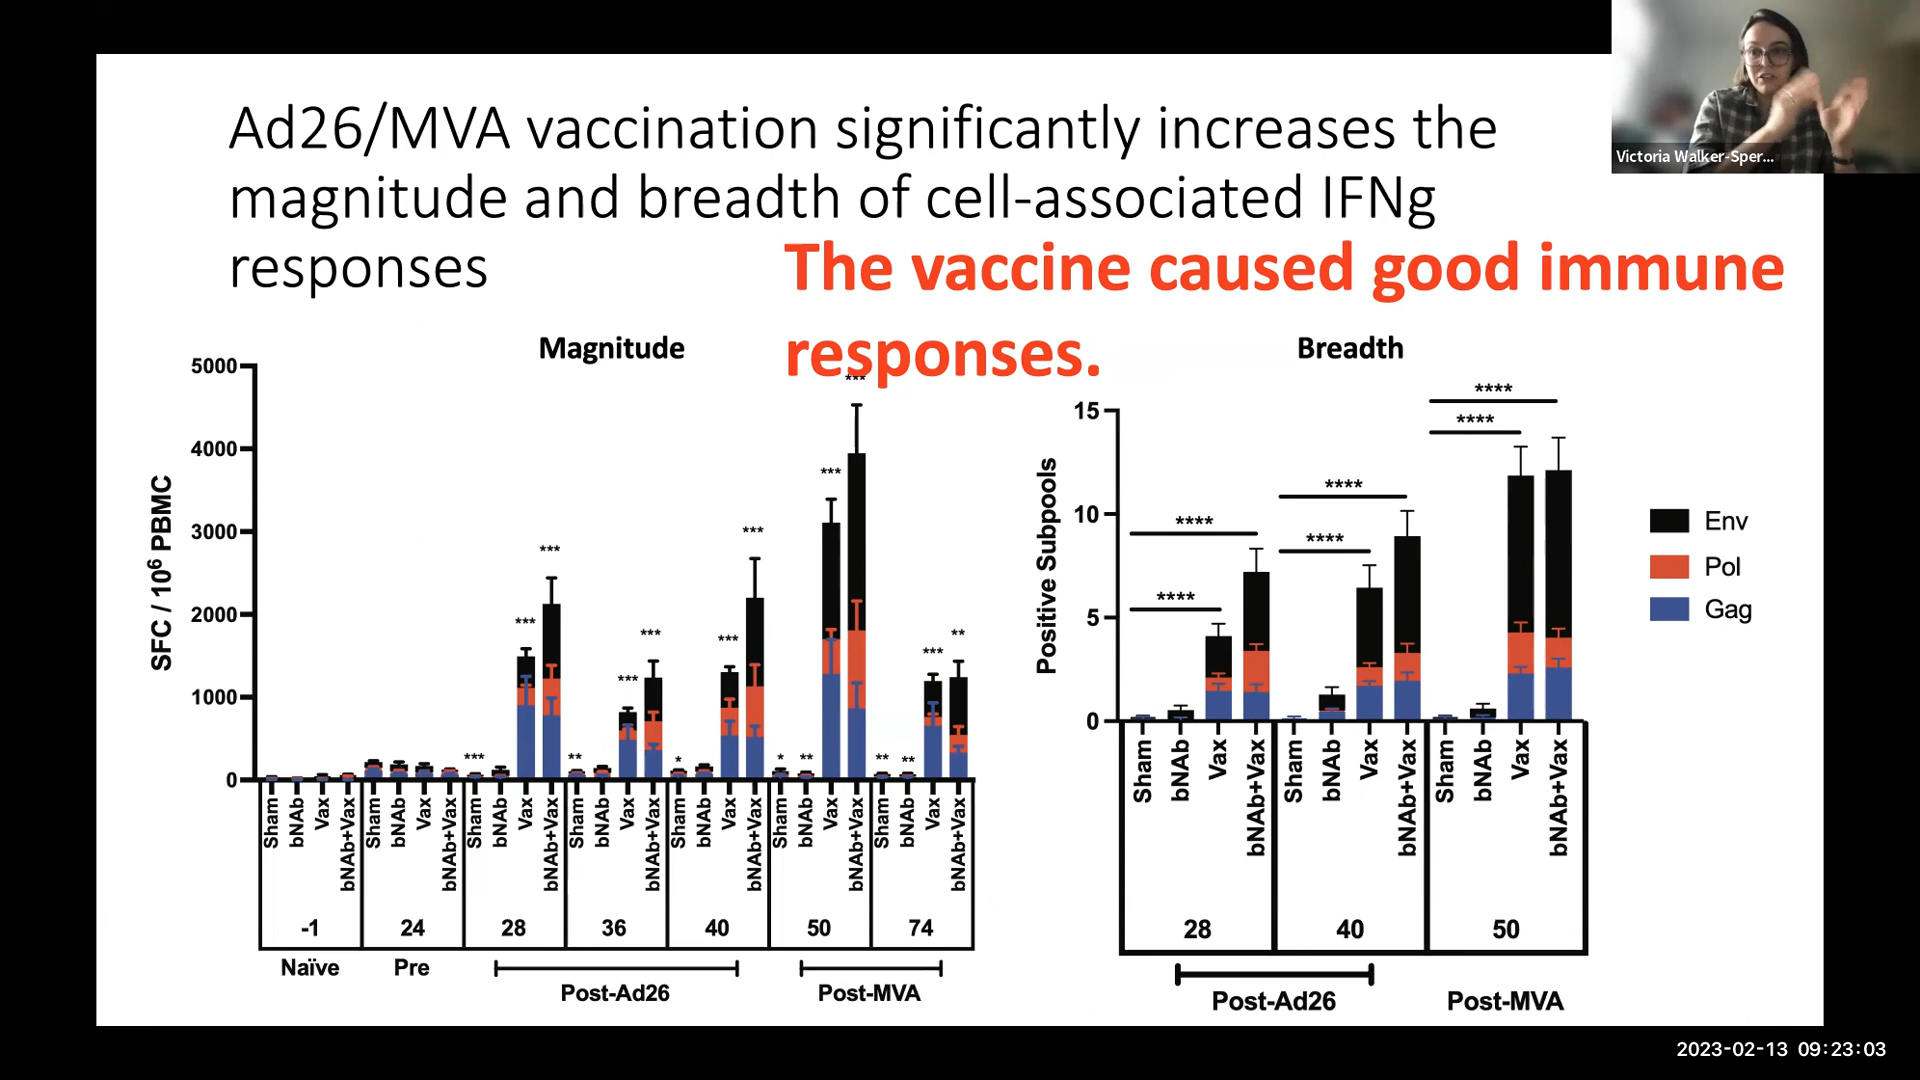 Ad26/MVA vaccination significantly increases the
magnitude and breadth of cell-associated IFNg
responses
The vaccine caused good immune
responses.
Victoria Walker-Sper...
Magnitude
SFC / 10⁶ PBMC
5000
4000
3000
2000
1000
0
*** *** *** ** *** *** * *** *** * ** *** *** ** ** *** **
Sham bNAb Vax bNAb+Vax Sham bNAb Vax bNAb+Vax Sham bNAb Vax bNAb+Vax Sham bNAb Vax bNAb+Vax Sham bNAb Vax bNAb+Vax Sham bNAb Vax bNAb+Vax Sham bNAb Vax bNAb+Vax
-1 24 28 36 40 50 74
Naïve Pre Post-Ad26 Post-MVA
Breadth
Positive Subpools
15
10
5
0
**** ****
**** ****
**** ****
Sham bNAb Vax bNAb+Vax Sham bNAb Vax bNAb+Vax Sham bNAb Vax bNAb+Vax
28 40 50
Post-Ad26 Post-MVA
Env
Pol
Gag
2023-02-13 09:23:03